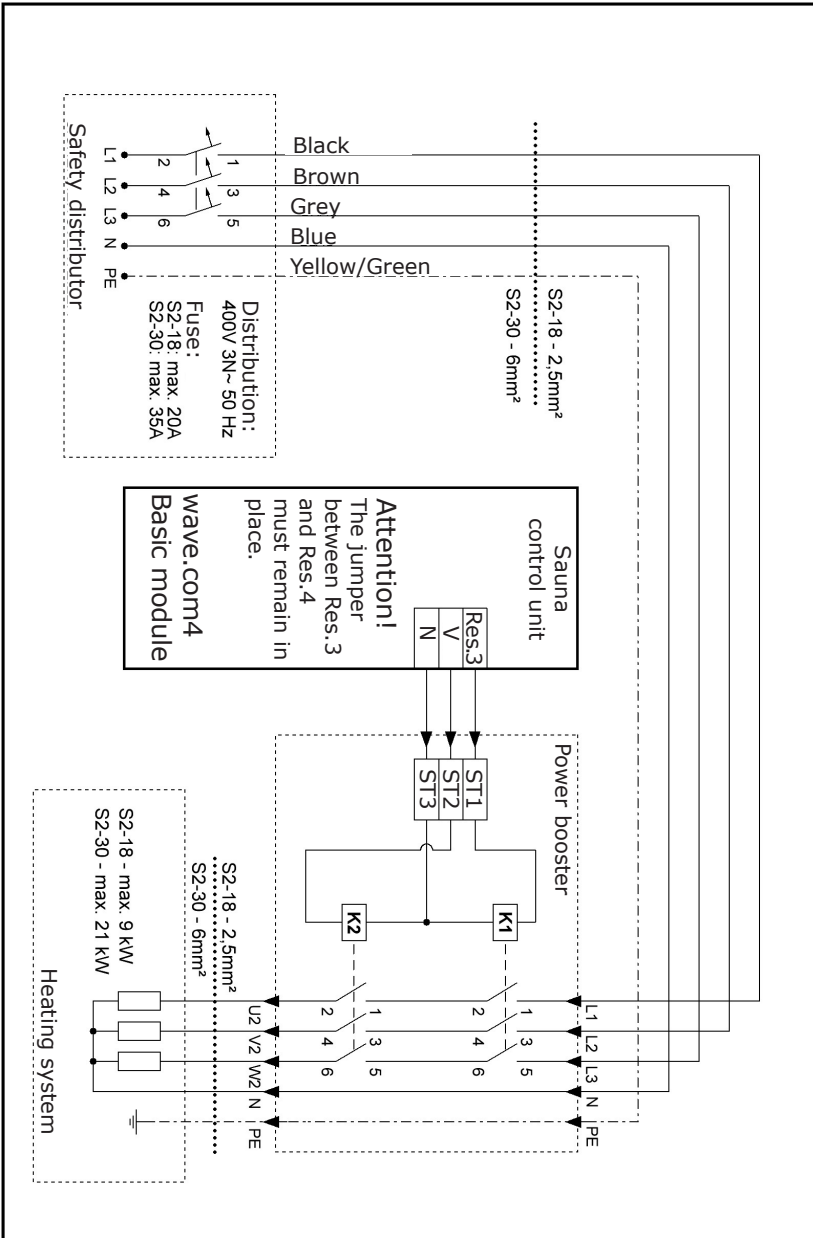 Black
Brown
Grey
Blue
Yellow/Green
S2-18 - 2,5mm²
S2-30 - 6mm²
1
3
5
2
4
6
L1
L2
L3
N
PE
Safety distributor
Distribution:
400V 3N~ 50 Hz
Fuse:
S2-18: max. 20A
S2-30: max. 35A
Sauna
control unit
Res.3
V
N
Attention!
The jumper
between Res.3
and Res.4
must remain in
place.
wave.com4
Basic module
Power booster
ST1
ST2
ST3
K1
K2
L1
L2
L3
N
PE
1
3
5
2
4
6
1
3
5
2
4
6
U2
V2
W2
N
PE
S2-18 - 2,5mm²
S2-30 - 6mm²
S2-18 - max. 9 kW
S2-30 - max. 21 kW
Heating system